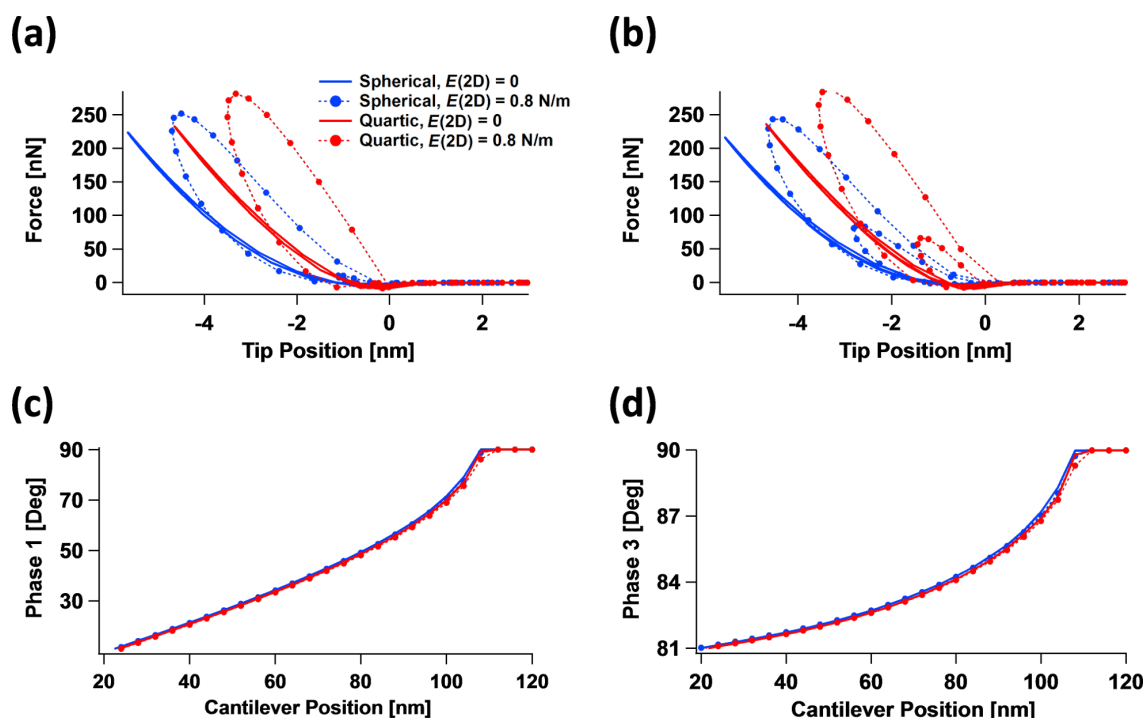 (a)
(b)
Spherical, E(2D) = 0
Spherical, E(2D) = 0.8 N/m
Quartic, E(2D) = 0
Quartic, E(2D) = 0.8 N/m
Force [nN]
250
200
150
100
50
0
-4
-2
0
2
Tip Position [nm]
Force [nN]
250
200
150
100
50
0
-4
-2
0
2
Tip Position [nm]
(c)
(d)
Phase 1 [Deg]
90
70
50
30
20
40
60
80
100
120
Cantilever Position [nm]
Phase 3 [Deg]
90
87
84
81
20
40
60
80
100
120
Cantilever Position [nm]